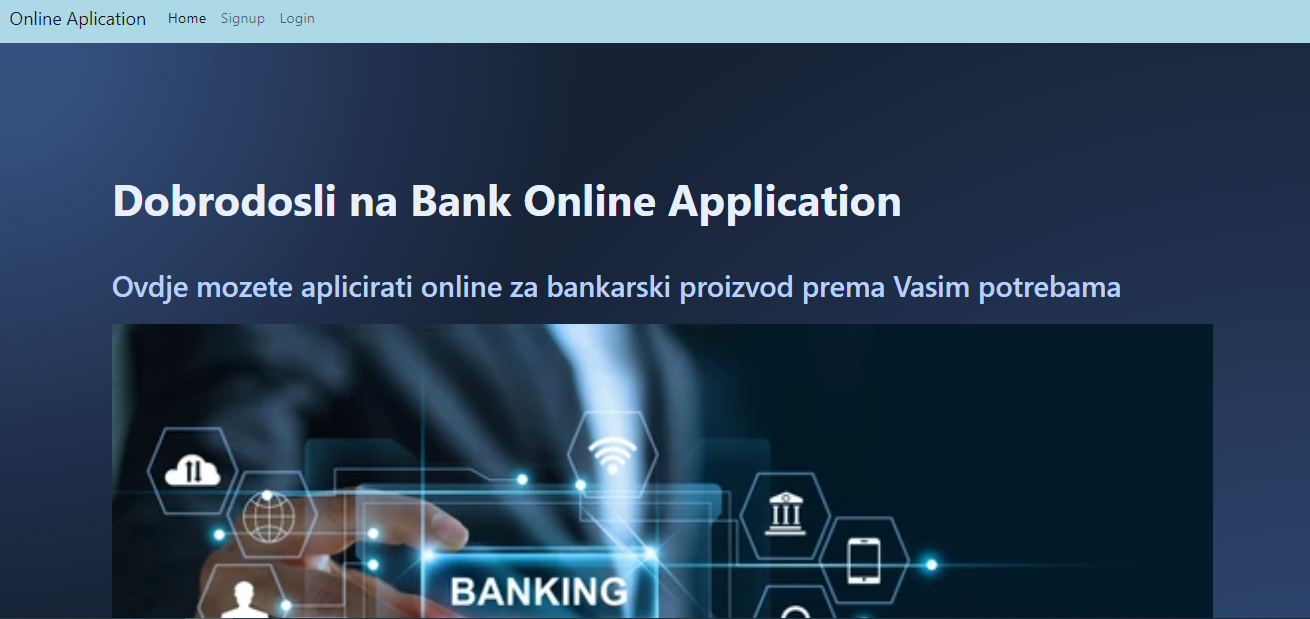 Online Aplication Home Signup Login
Dobrodosli na Bank Online Application
Ovdje mozete aplicirati online za bankarski proizvod prema Vasim potrebama
BANKING